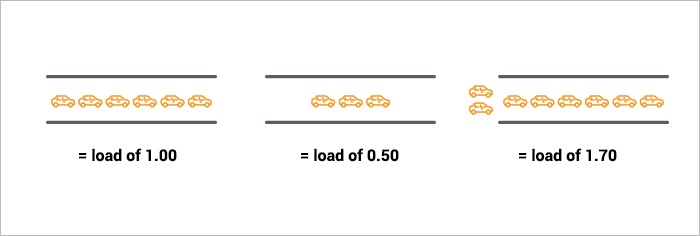 = load of 1.00
= load of 0.50
= load of 1.70